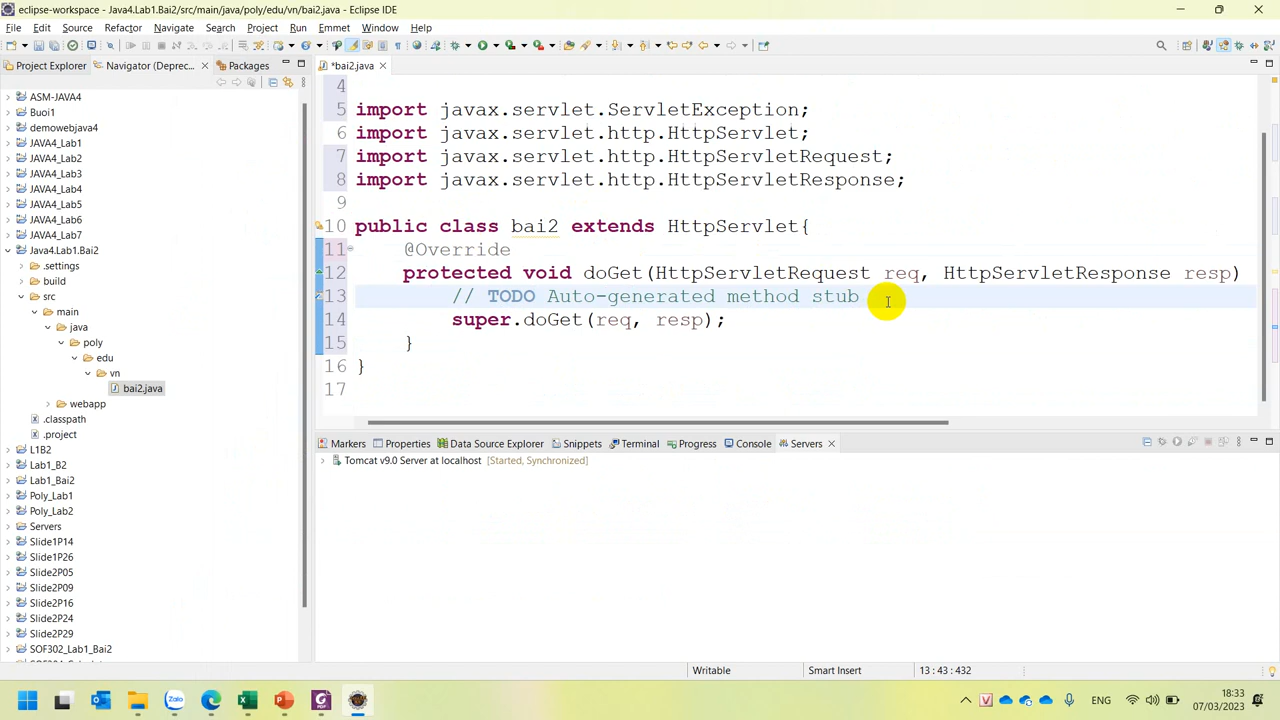 eclipse-workspace - Java4.Lab1.Bai2/src/main/java/poly/edu/vn/bai2.java - Eclipse IDE
File Edit Source Refactor Navigate Search Project Run Emmet Window Help
Project Explorer
Navigator (Deprec...
Packages
*bai2.java
ASM-JAVA4
Buoi1
demowebjava4
JAVA4_Lab1
JAVA4_Lab2
JAVA4_Lab3
JAVA4_Lab4
JAVA4_Lab5
JAVA4_Lab6
JAVA4_Lab7
Java4.Lab1.Bai2
.settings
build
src
main
java
poly
edu
vn
bai2.java
webapp
.classpath
.project
L1B2
Lab1_B2
Lab1_Bai2
Poly_Lab1
Poly_Lab2
Servers
Slide1P14
Slide1P26
Slide2P05
Slide2P09
Slide2P16
Slide2P24
Slide2P29
SOF302_Lab1_Bai2
4
5 import javax.servlet.ServletException;
6 import javax.servlet.http.HttpServlet;
7 import javax.servlet.http.HttpServletRequest;
8 import javax.servlet.http.HttpServletResponse;
9
10 public class bai2 extends HttpServlet{
11 @Override
12 protected void doGet(HttpServletRequest req, HttpServletResponse resp)
13 // TODO Auto-generated method stub
14 super.doGet(req, resp);
15 }
16 }
17
Markers Properties Data Source Explorer Snippets Terminal Progress Console Servers
Tomcat v9.0 Server at localhost [Started, Synchronized]
Writable Smart Insert 13 : 43 : 432
Zalo
ENG
18:33
07/03/2023